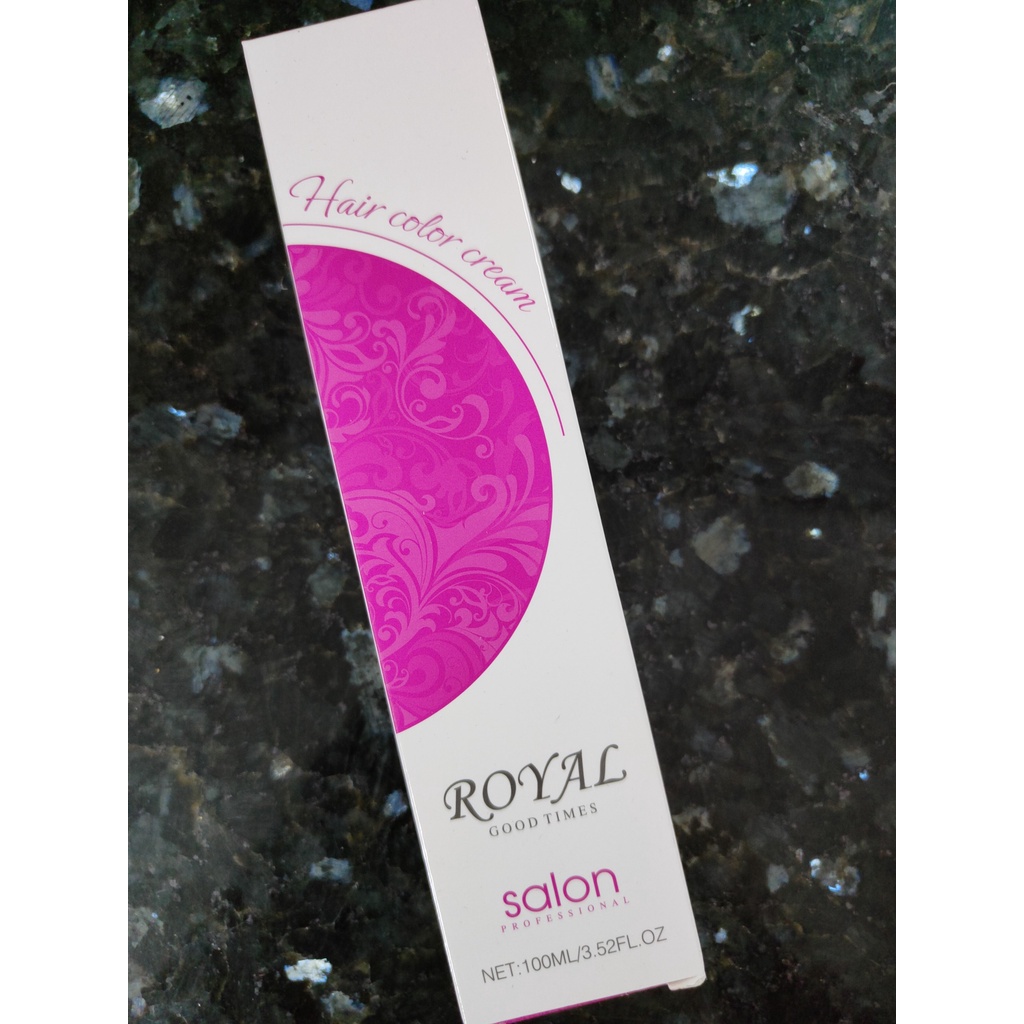 Hair color cream
ROYAL
GOOD TIMES
salon
PROFESSIONAL
NET:100ML/3.52FL.OZ